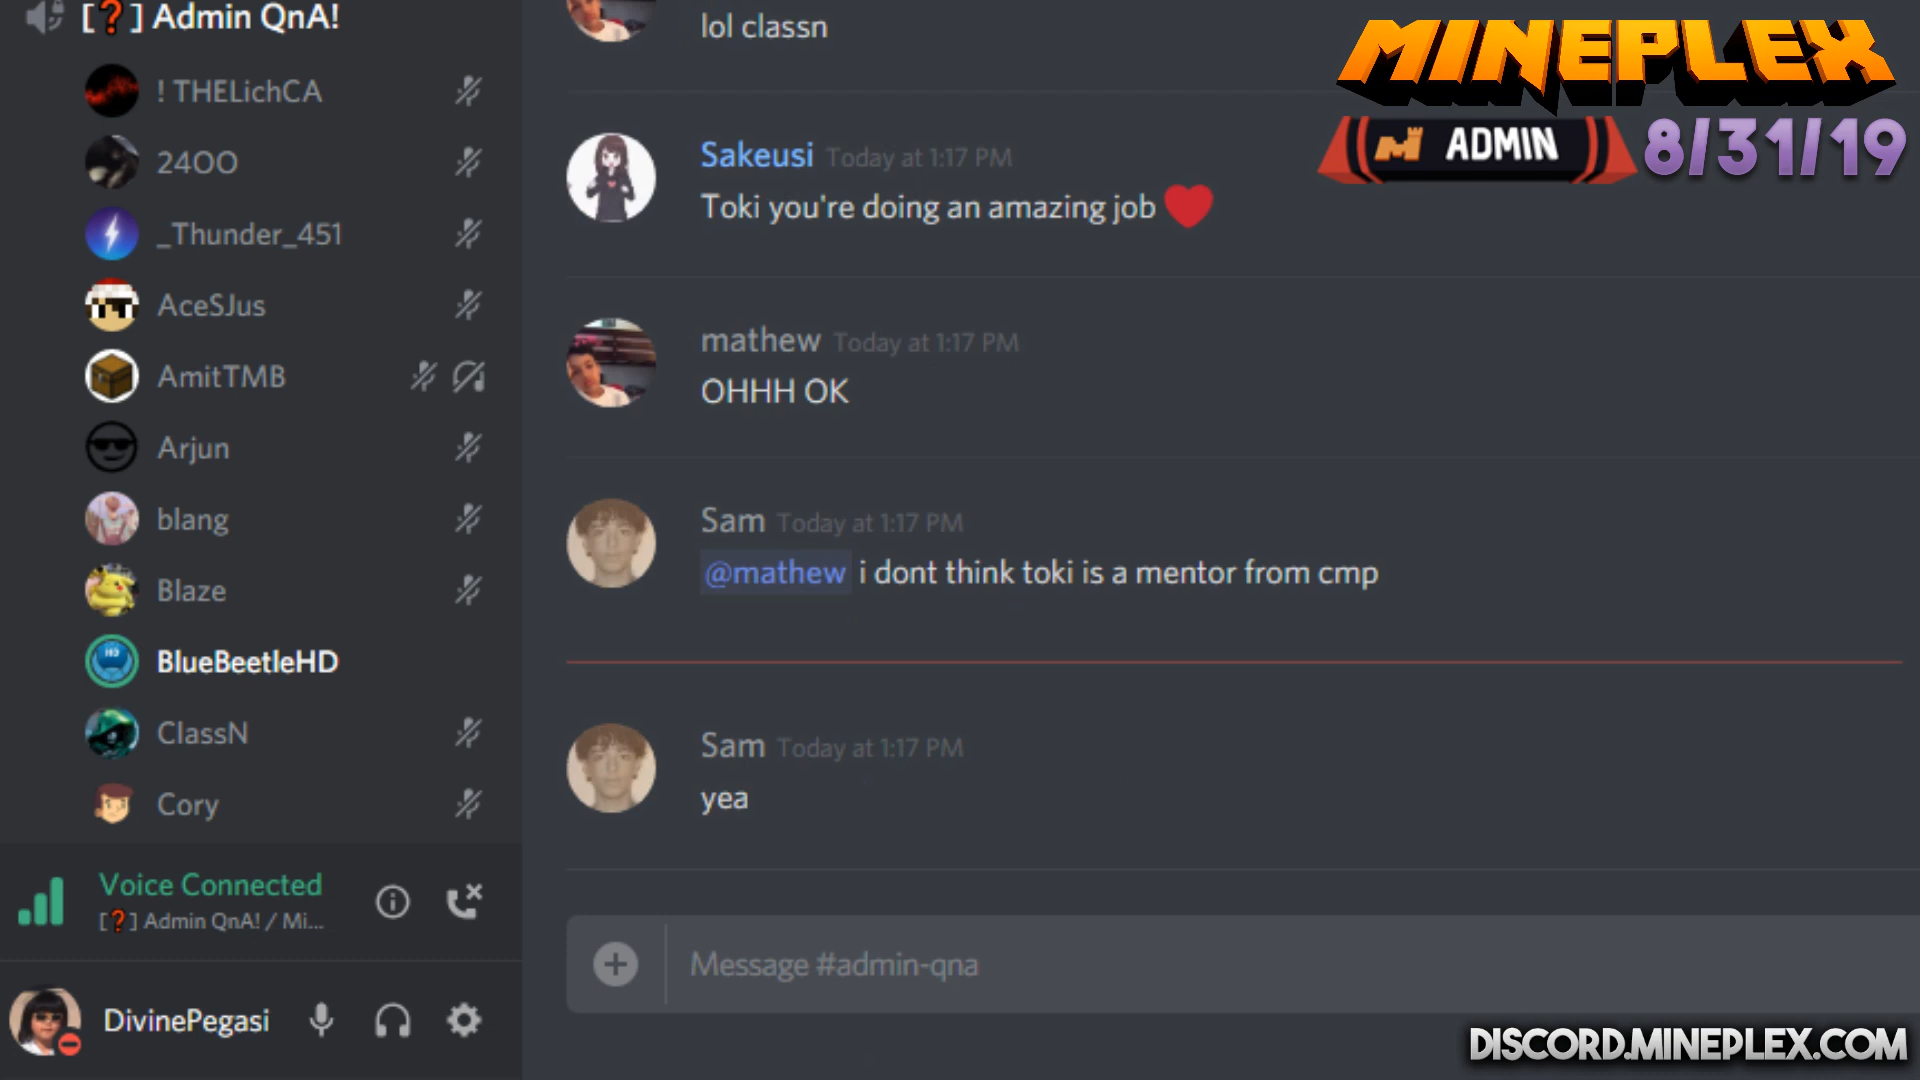 [❓] Admin QnA!
! THELichCA
24OO
_Thunder_451
AceSJus
AmitTMB
Arjun
blang
Blaze
BlueBeetleHD
ClassN
Cory
Voice Connected
[❓] Admin QnA! / Mi...
DivinePegasi
lol classn
Sakeusi Today at 1:17 PM
Toki you're doing an amazing job ❤
mathew Today at 1:17 PM
OHHH OK
Sam Today at 1:17 PM
@mathew i dont think toki is a mentor from cmp
Sam Today at 1:17 PM
yea
Message #admin-qna
MINEPLEX
ADMIN 8/31/19
DISCORD.MINEPLEX.COM